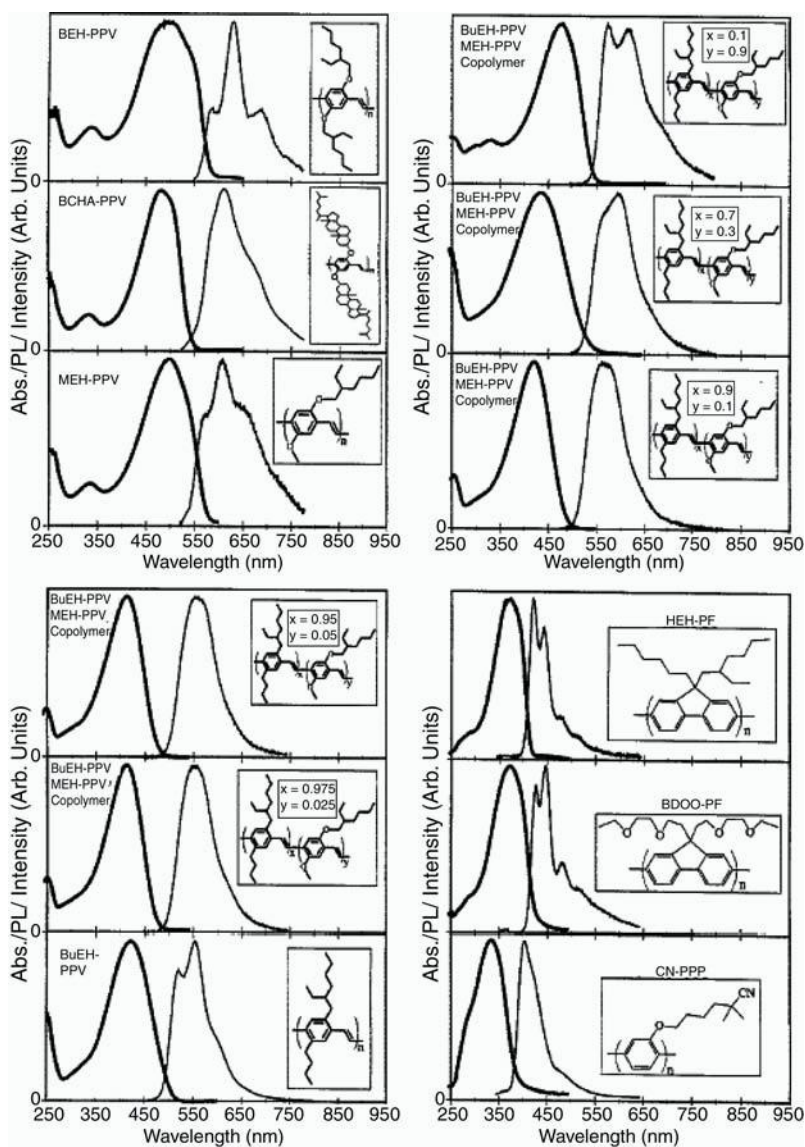 Abs./PL/ Intensity (Arb. Units)
BEH-PPV
O
O
n
0
BCHA-PPV
O
O
n
0
MEH-PPV
O
O
n
0
250 350 450 550 650 750 850 950
Wavelength (nm)
Abs./PL/ Intensity (Arb. Units)
BuEH-PPV
MEH-PPV
Copolymer
x = 0.1
y = 0.9
O
O
x
y
0
BuEH-PPV
MEH-PPV
Copolymer
x = 0.7
y = 0.3
O
O
x
y
0
BuEH-PPV
MEH-PPV
Copolymer
x = 0.9
y = 0.1
O
O
x
y
0
250 350 450 550 650 750 850 950
Wavelength (nm)
Abs./PL/ Intensity (Arb. Units)
BuEH-PPV
MEH-PPV
Copolymer
x = 0.95
y = 0.05
O
O
x
y
0
BuEH-PPV
MEH-PPV
Copolymer
x = 0.975
y = 0.025
O
O
x
y
0
BuEH-
PPV
n
0
250 350 450 550 650 750 850 950
Wavelength (nm)
Abs./PL/ Intensity (Arb. Units)
HEH-PF
n
0
BDOO-PF
O O O O
n
0
CN-PPP
CN
O
n
0
250 350 450 550 650 750 850 950
Wavelength (nm)